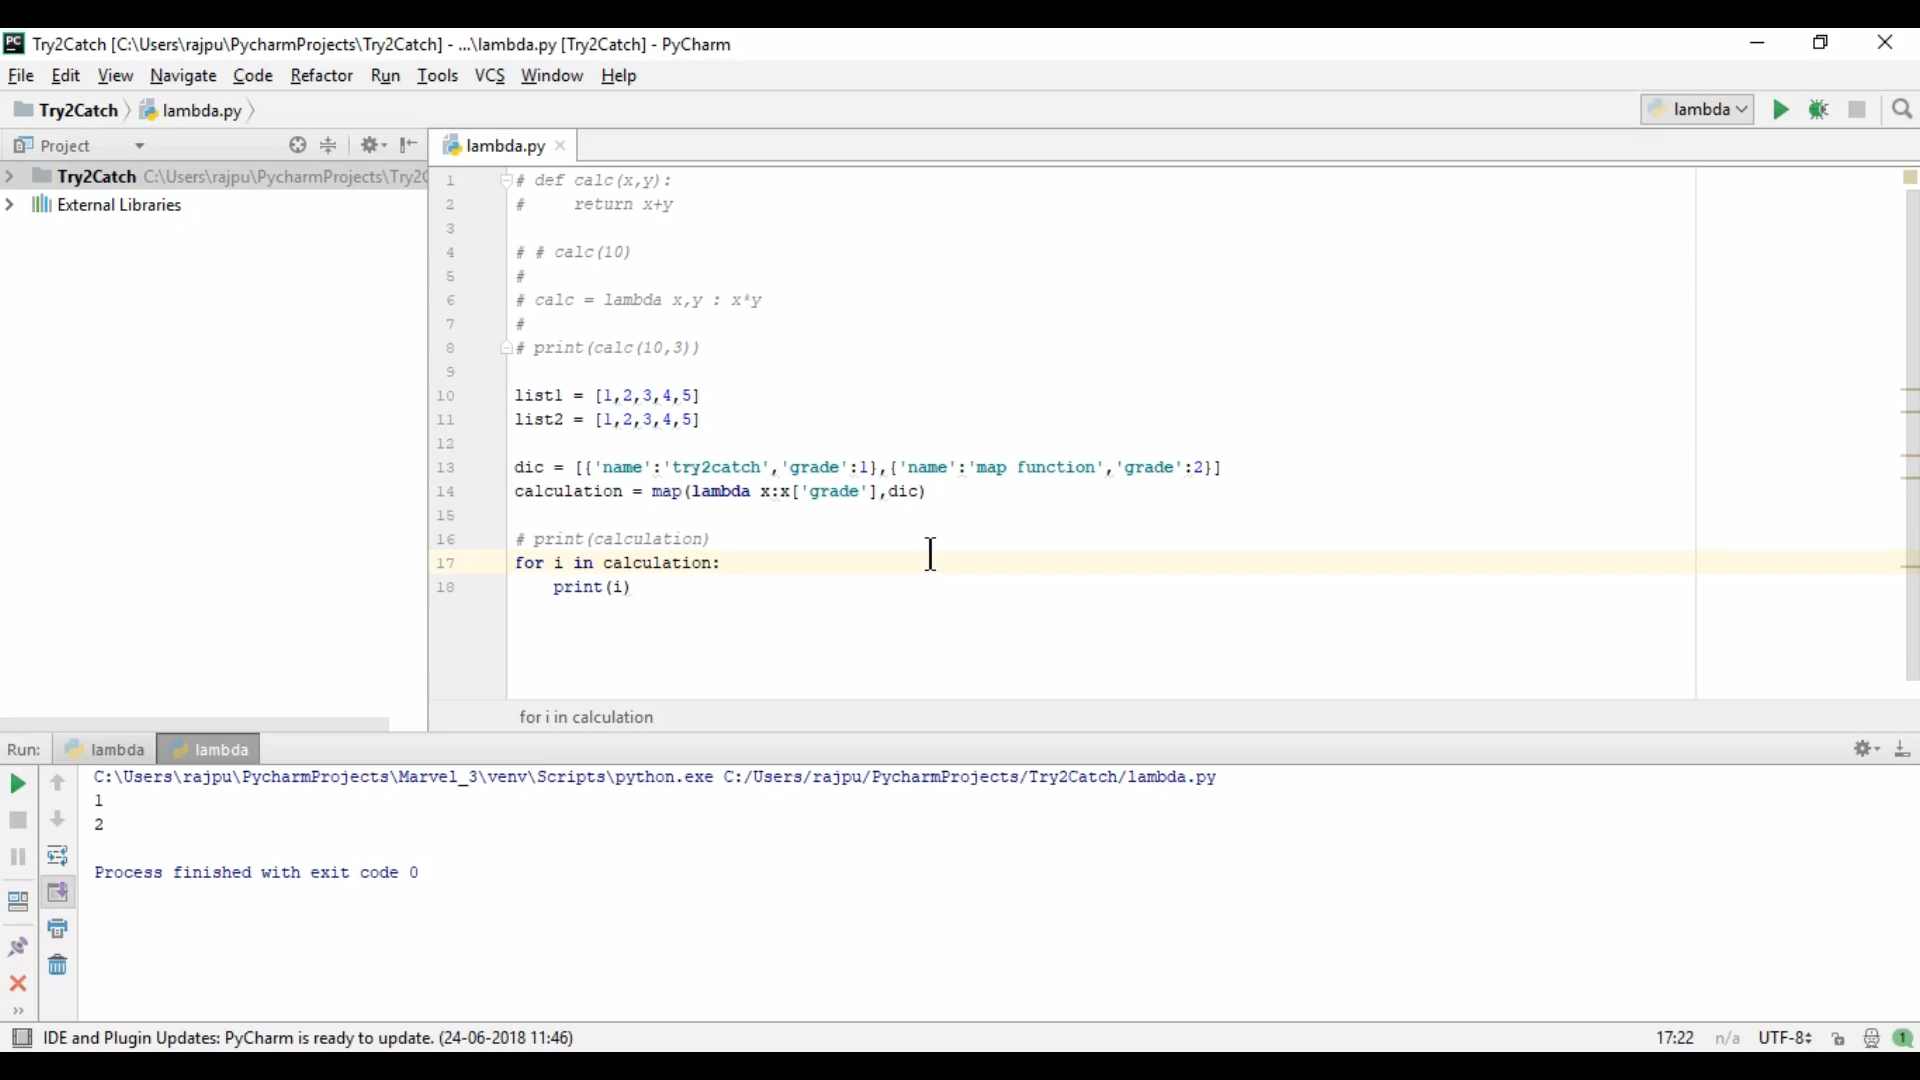 Try2Catch [C:\Users\rajpu\PycharmProjects\Try2Catch] - ...\lambda.py [Try2Catch] - PyCharm
File Edit View Navigate Code Refactor Run Tools VCS Window Help
Try2Catch lambda.py lambda
Project lambda.py
Try2Catch C:\Users\rajpu\PycharmProjects\Try2C
External Libraries
1 # def calc(x,y):
2 #     return x+y
3
4 # # calc(10)
5 #
6 # calc = lambda x,y : x*y
7 #
8 # print(calc(10,3))
9
10 list1 = [1,2,3,4,5]
11 list2 = [1,2,3,4,5]
12
13 dic = [{'name':'try2catch','grade':1},{'name':'map function','grade':2}]
14 calculation = map(lambda x:x['grade'],dic)
15
16 # print(calculation)
17 for i in calculation:
18     print(i)
for i in calculation
Run: lambda lambda
C:\Users\rajpu\PycharmProjects\Marvel_3\venv\Scripts\python.exe C:/Users/rajpu/PycharmProjects/Try2Catch/lambda.py
1
2
Process finished with exit code 0
IDE and Plugin Updates: PyCharm is ready to update. (24-06-2018 11:46) 17:22 n/a UTF-8 1